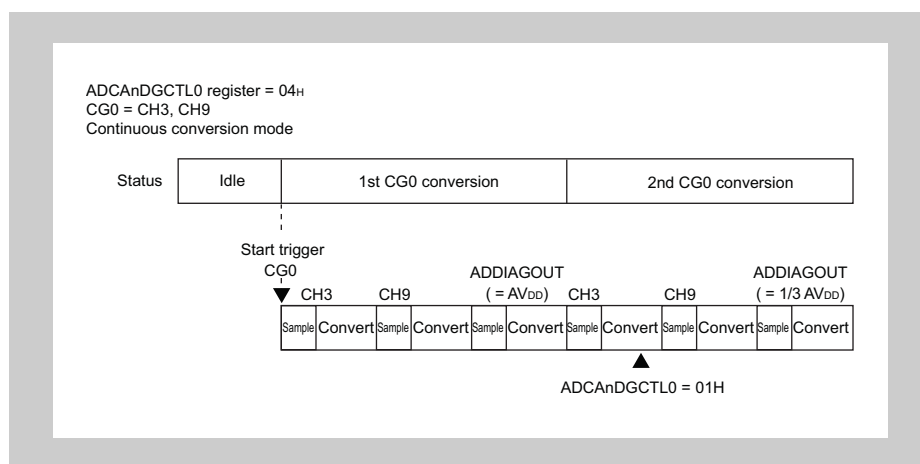 ADCAnDGCTL0 register = 04H
CG0 = CH3, CH9
Continuous conversion mode
Status Idle 1st CG0 conversion 2nd CG0 conversion
Start trigger
CG0
ADDIAGOUT ADDIAGOUT
CH3 CH9 ( = AVDD) CH3 CH9 ( = 1/3 AVDD)
Sample Convert Sample Convert Sample Convert Sample Convert Sample Convert Sample Convert
ADCAnDGCTL0 = 01H